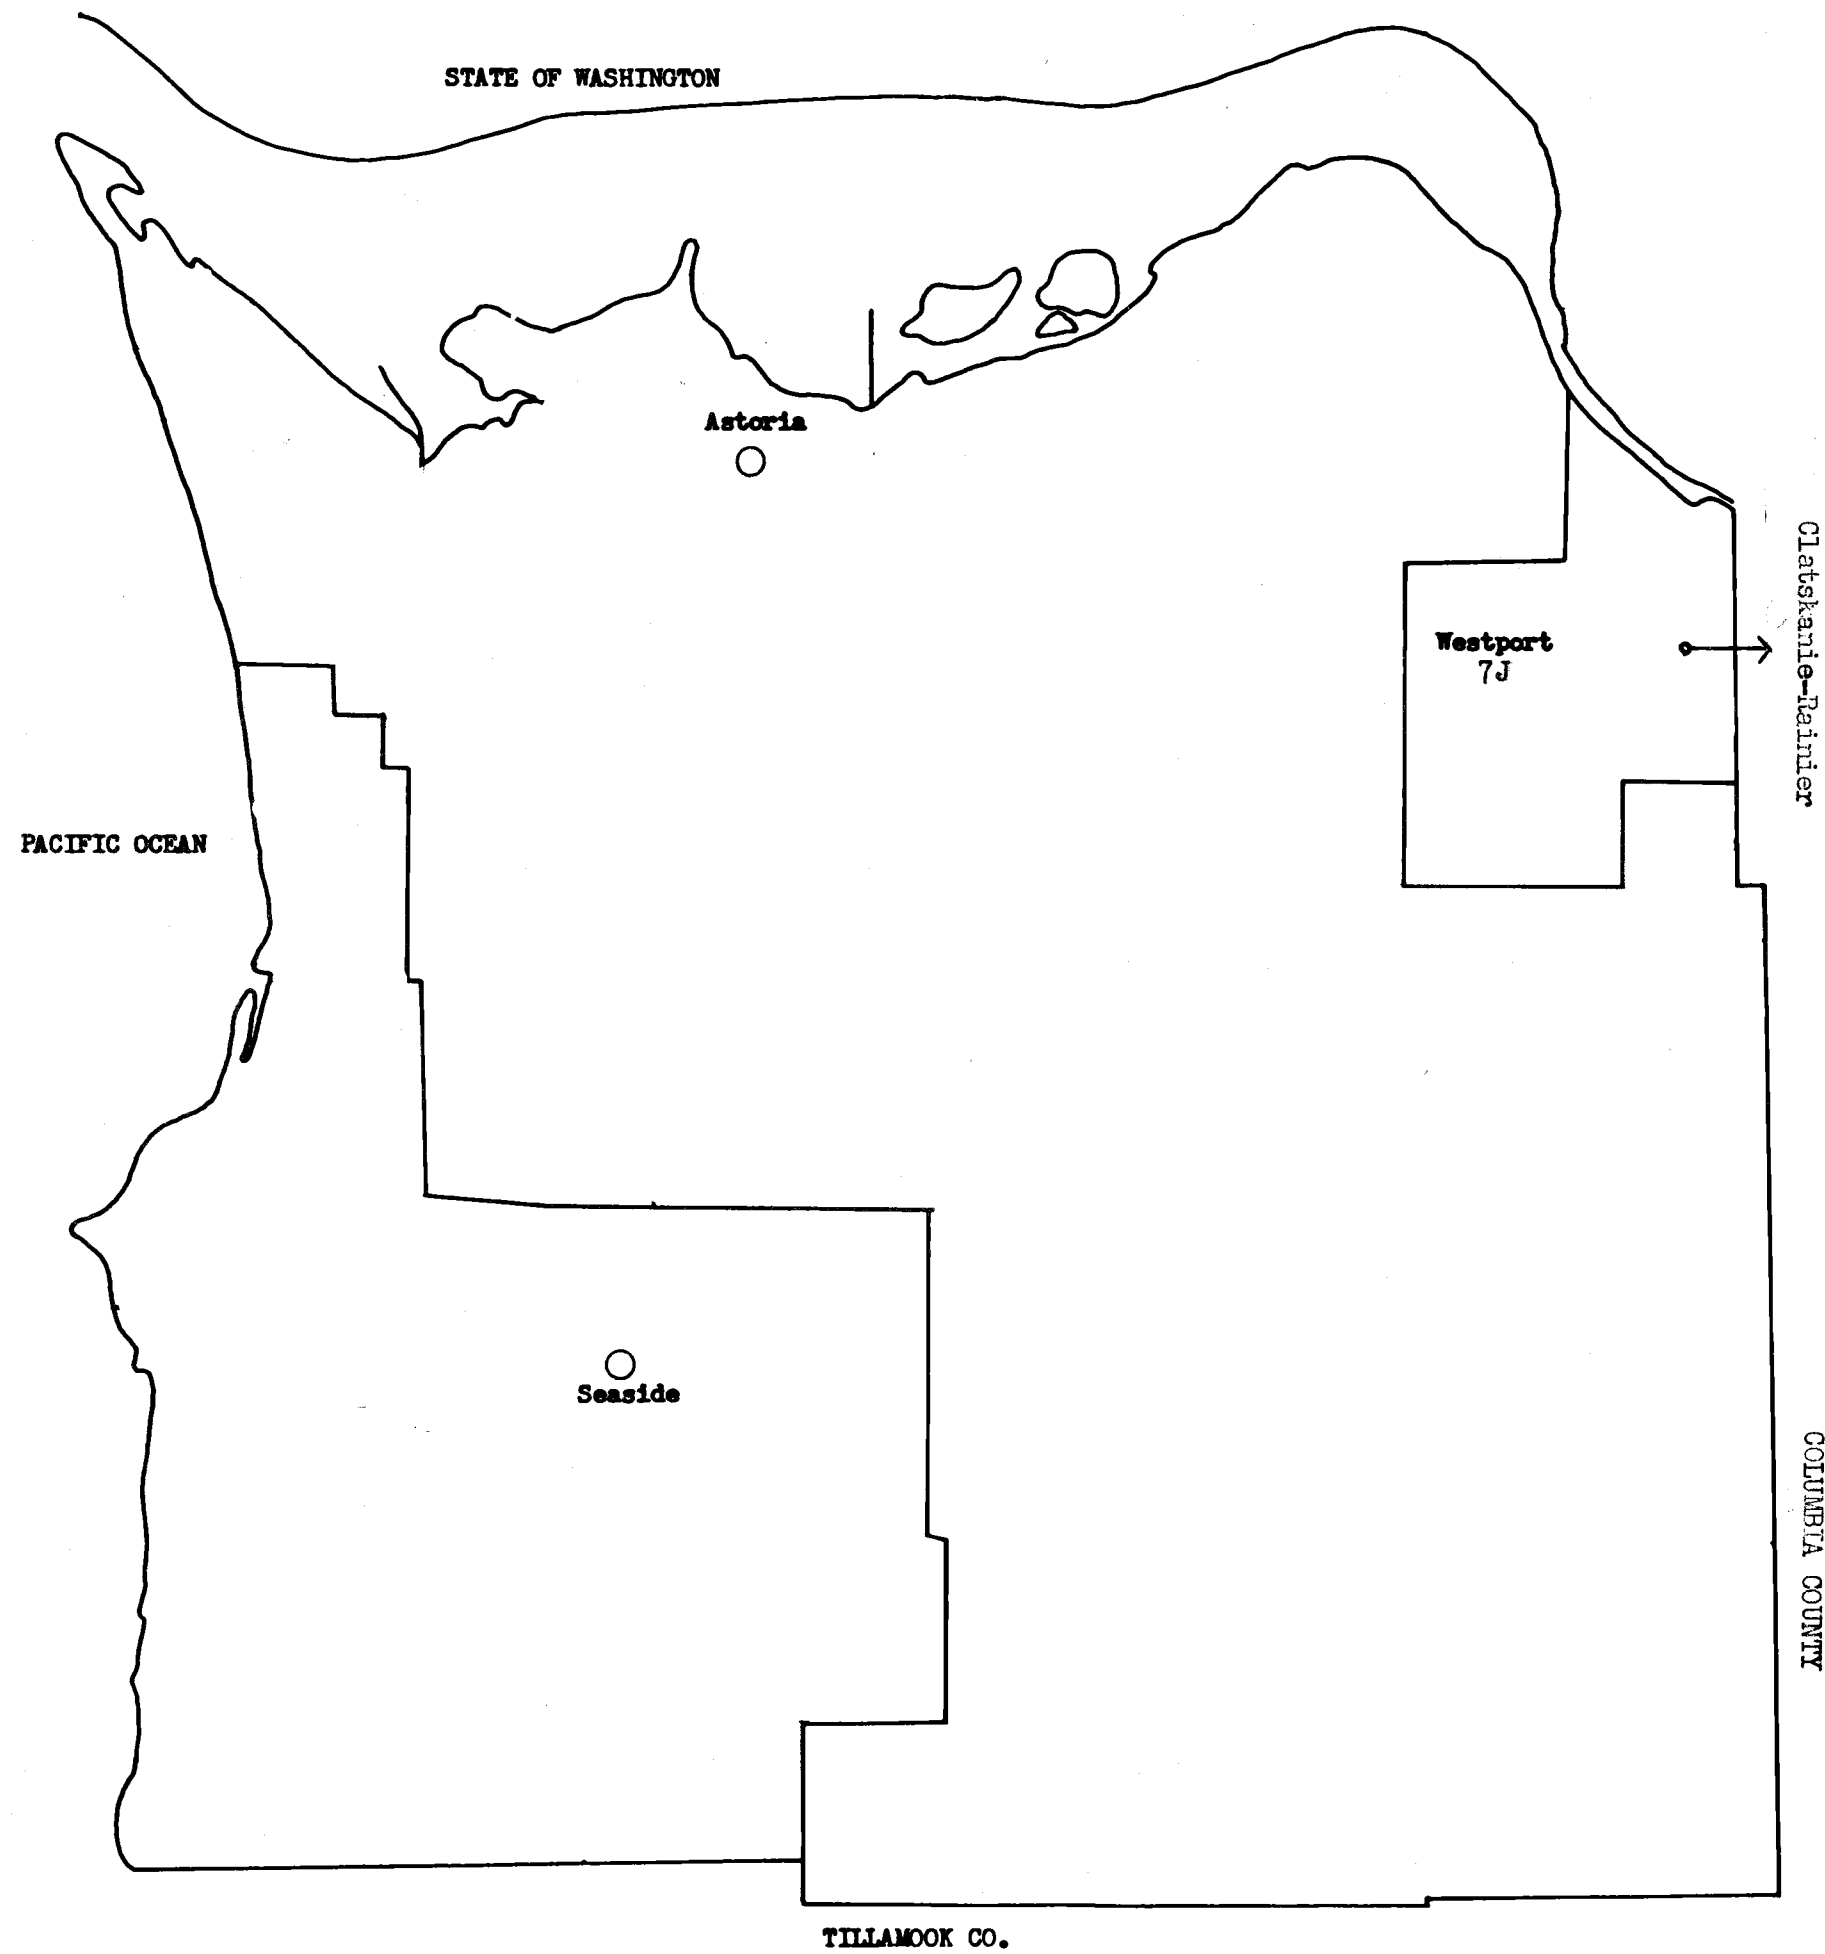 STATE OF WASHINGTON
Astoria
Clatskanie-Rainier
Westport
7J
PACIFIC OCEAN
Seaside
COLUMBIA COUNTY
TILLAMOOK CO.